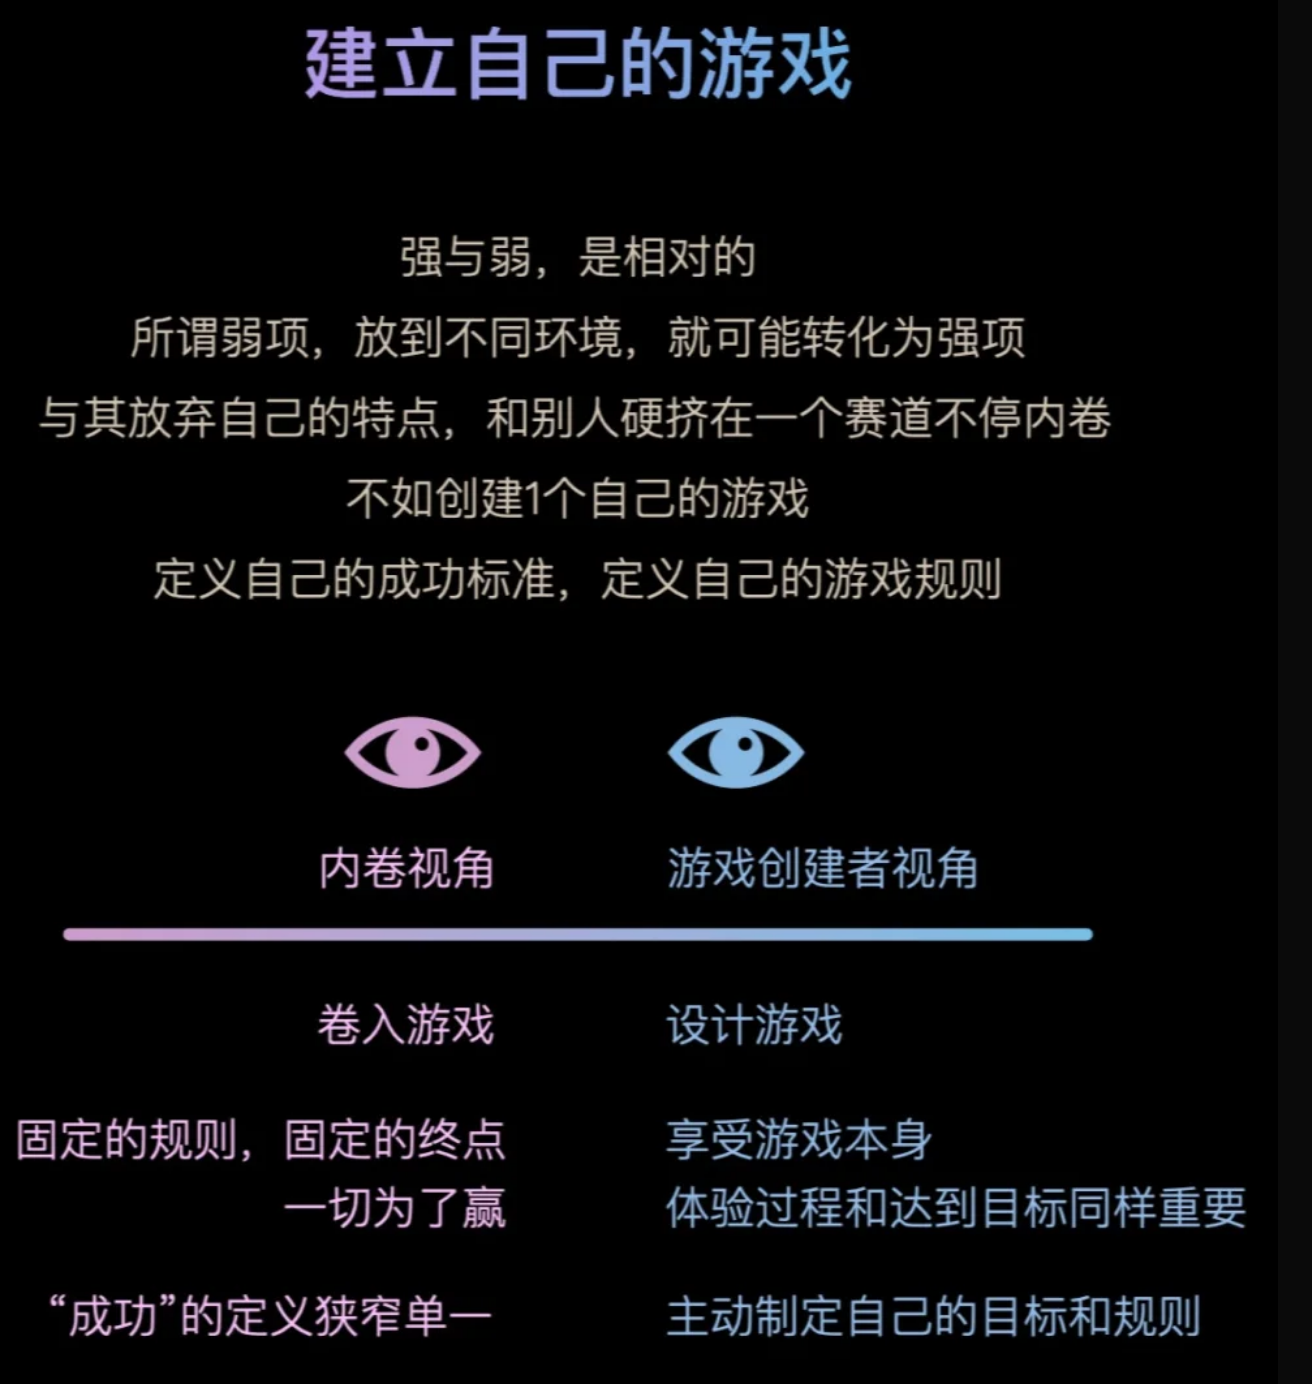 建立自己的游戏
强与弱，是相对的
所谓弱项，放到不同环境，就可能转化为强项
与其放弃自己的特点，和别人硬挤在一个赛道不停内卷
不如创建1个自己的游戏
定义自己的成功标准，定义自己的游戏规则
内卷视角
游戏创建者视角
卷入游戏
设计游戏
固定的规则，固定的终点
一切为了赢
享受游戏本身
体验过程和达到目标同样重要
“成功”的定义狭窄单一
主动制定自己的目标和规则